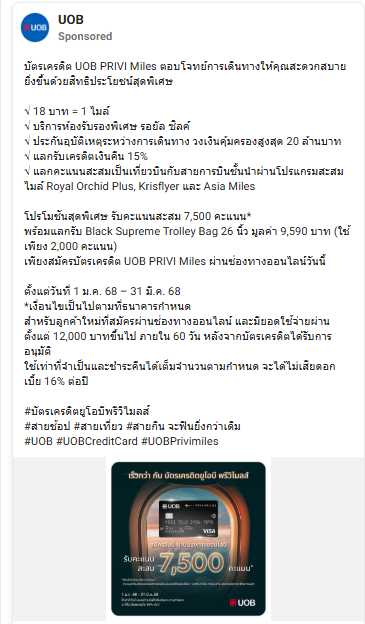 UOB
Sponsored
บัตรเครดิต UOB PRIVI Miles ตอบโจทย์การเดินทางให้คุณสะดวกสบาย
ยิ่งขึ้นด้วยสิทธิประโยชน์สุดพิเศษ
√ 18 บาท = 1 ไมล์
√ บริการห้องรับรองพิเศษ รอยัล ซิลค์
√ ประกันอุบัติเหตุระหว่างการเดินทาง วงเงินคุ้มครองสูงสุด 20 ล้านบาท
√ แลกรับเครดิตเงินคืน 15%
√ แลกคะแนนสะสมเป็นเที่ยวบินกับสายการบินชั้นนำผ่านโปรแกรมสะสม
ไมล์ Royal Orchid Plus, Krisflyer และ Asia Miles
โปรโมชั่นสุดพิเศษ รับคะแนนสะสม 7,500 คะแนน*
พร้อมแลกรับ Black Supreme Trolley Bag 26 นิ้ว มูลค่า 9,590 บาท (ใช้
เพียง 2,000 คะแนน)
เพียงสมัครบัตรเครดิต UOB PRIVI Miles ผ่านช่องทางออนไลน์วันนี้
ตั้งแต่วันที่ 1 ม.ค. 68 – 31 มี.ค. 68
*เงื่อนไขเป็นไปตามที่ธนาคารกำหนด
สำหรับลูกค้าใหม่ที่สมัครผ่านช่องทางออนไลน์ และมียอดใช้จ่ายผ่าน
ตั้งแต่ 12,000 บาทขึ้นไป ภายใน 60 วัน หลังจากบัตรเครดิตได้รับการ
อนุมัติ
ใช้เท่าที่จำเป็นและชำระคืนได้เต็มจำนวนตามกำหนด จะได้ไม่เสียดอก
เบี้ย 16% ต่อปี
#บัตรเครดิตยูโอบีพรีวิไมลส์
#สายช้อป #สายเที่ยว #สายกิน จะฟินยิ่งกว่าเดิม
#UOB #UOBCreditCard #UOBPrivimiles
เร็วกว่า กับ บัตรเครดิตยูโอบี พรีวิไมลส์
UOB
VISA
รับคะแนน
สะสม 7,500 คะแนน*
1 ม.ค. 68 - 31 มี.ค. 68
UOB